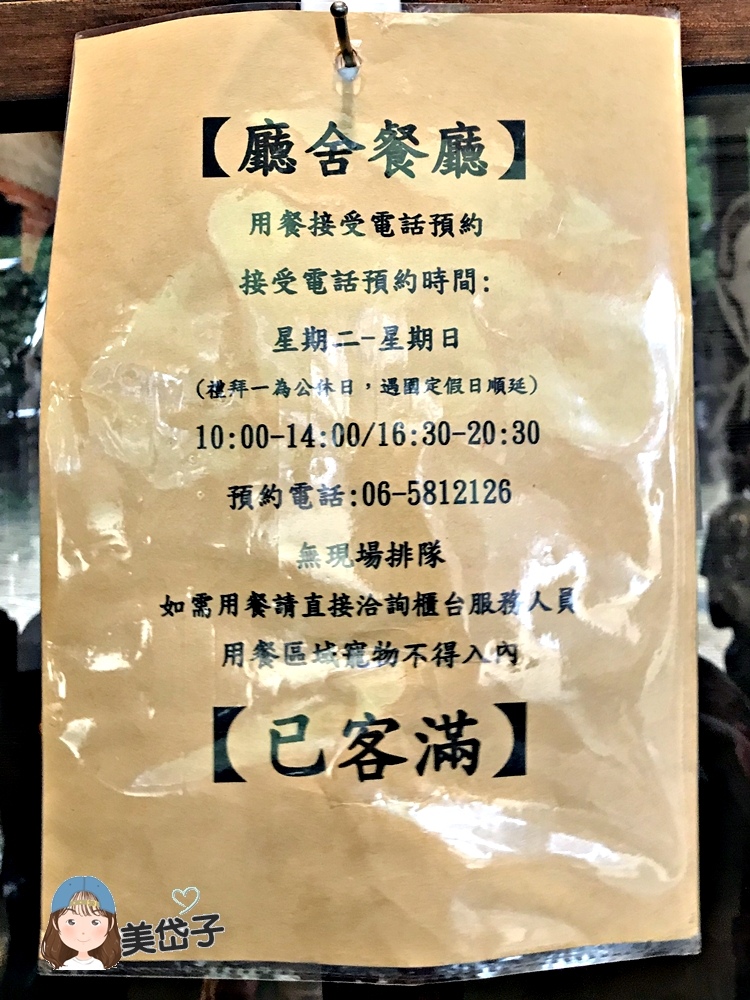 【廳舍餐廳】
用餐接受電話預約
接受電話預約時間:
星期二-星期日
(禮拜一為公休日，遇國定假日順延)
10:00-14:00/16:30-20:30
預約電話:06-5812126
無現場排隊
如需用餐請直接洽詢櫃台服務人員
用餐區域寵物不得入內
【已客滿】
美岱子